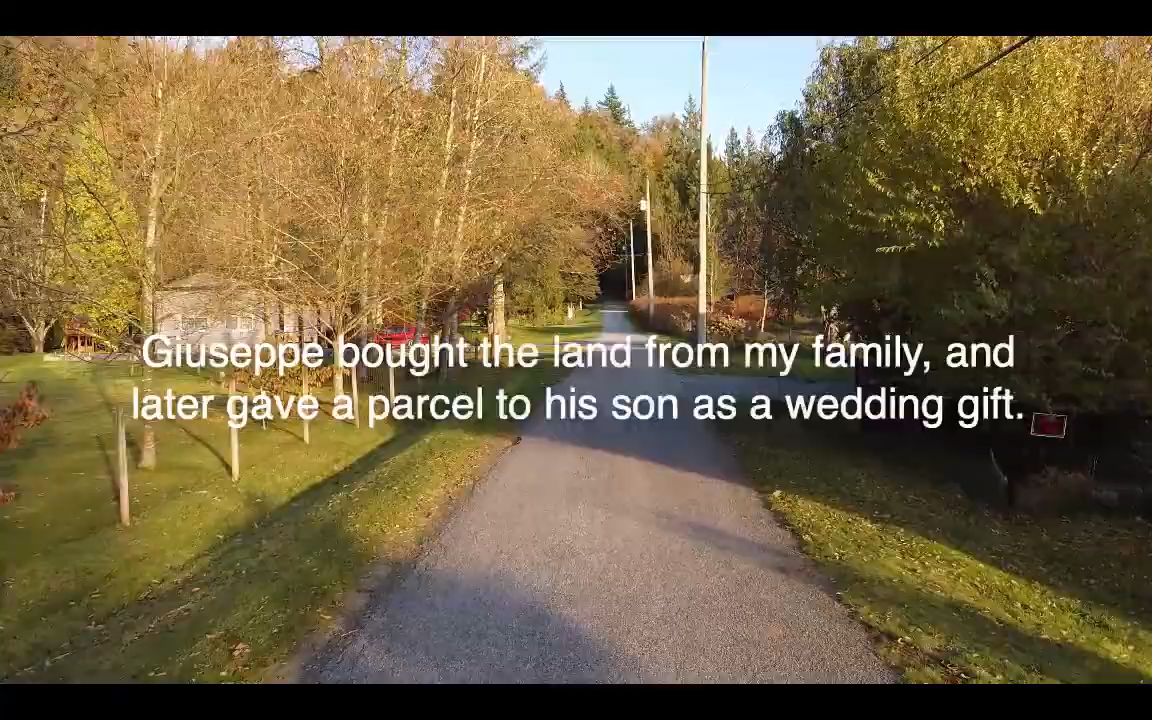 Giuseppe bought the land from my family, and
later gave a parcel to his son as a wedding gift.